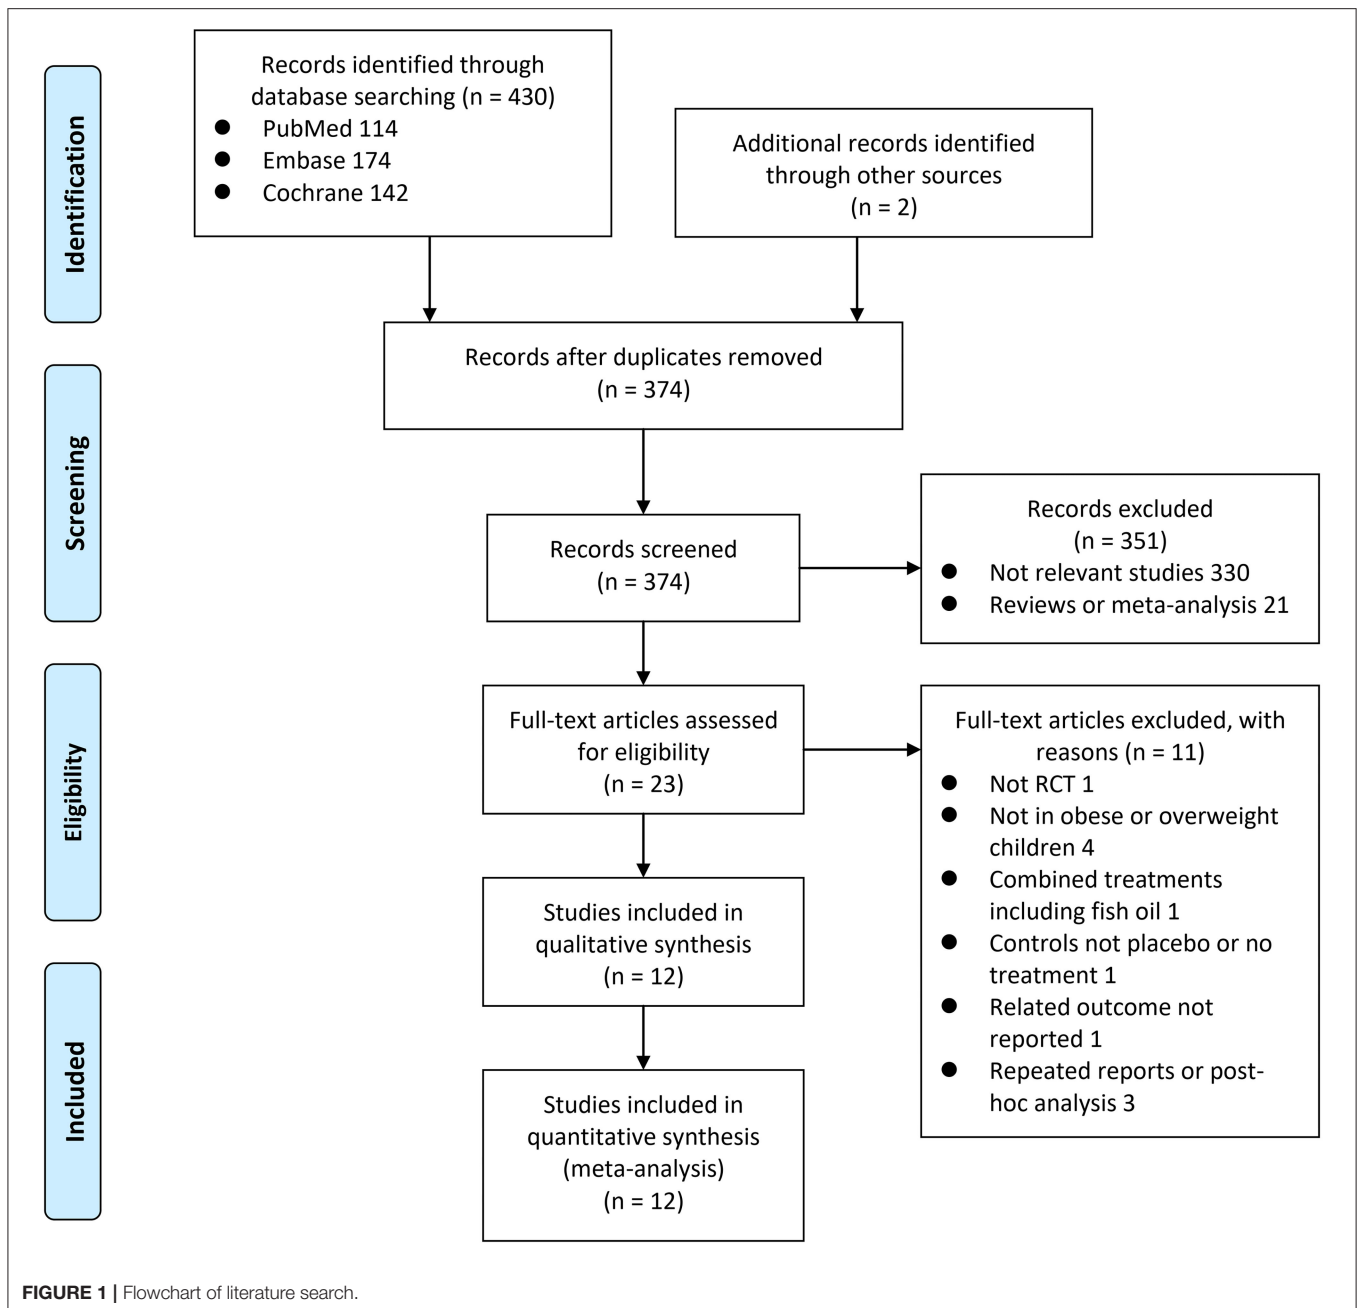 Identification
Records identified through
database searching (n = 430)
● PubMed 114
● Embase 174
● Cochrane 142
Additional records identified
through other sources
(n = 2)
Records after duplicates removed
(n = 374)
Screening
Records screened
(n = 374)
Records excluded
(n = 351)
● Not relevant studies 330
● Reviews or meta-analysis 21
Eligibility
Full-text articles assessed
for eligibility
(n = 23)
Full-text articles excluded, with
reasons (n = 11)
● Not RCT 1
● Not in obese or overweight
children 4
● Combined treatments
including fish oil 1
● Controls not placebo or no
treatment 1
● Related outcome not
reported 1
● Repeated reports or post-
hoc analysis 3
Studies included in
qualitative synthesis
(n = 12)
Included
Studies included in
quantitative synthesis
(meta-analysis)
(n = 12)
FIGURE 1 | Flowchart of literature search.